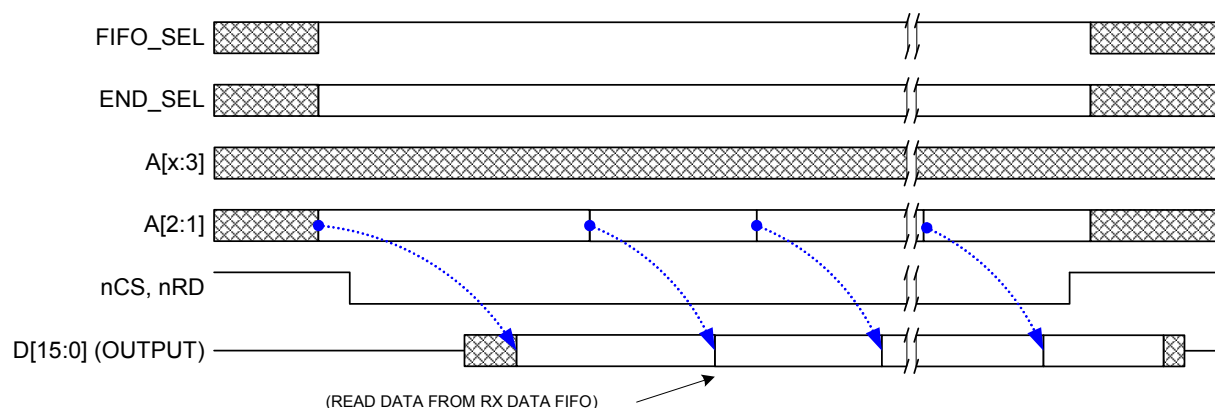 FIFO_SEL
END_SEL
A[x:3]
A[2:1]
nCS, nRD
D[15:0] (OUTPUT)
(READ DATA FROM RX DATA FIFO)